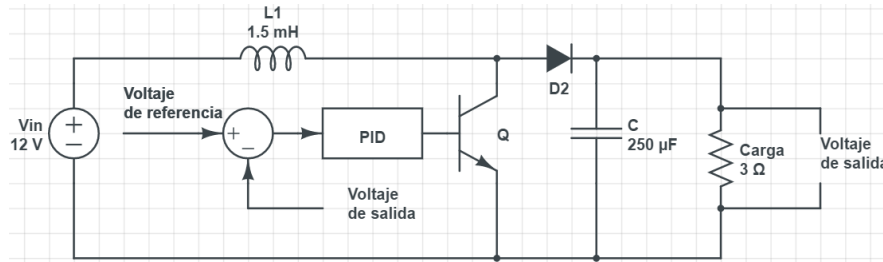 L1
1.5 mH
Voltaje
de referencia
D2
Vin
12 V
+
−
+
−
PID
Q
C
250 µF
Carga
3 Ω
Voltaje
de salida
Voltaje
de salida